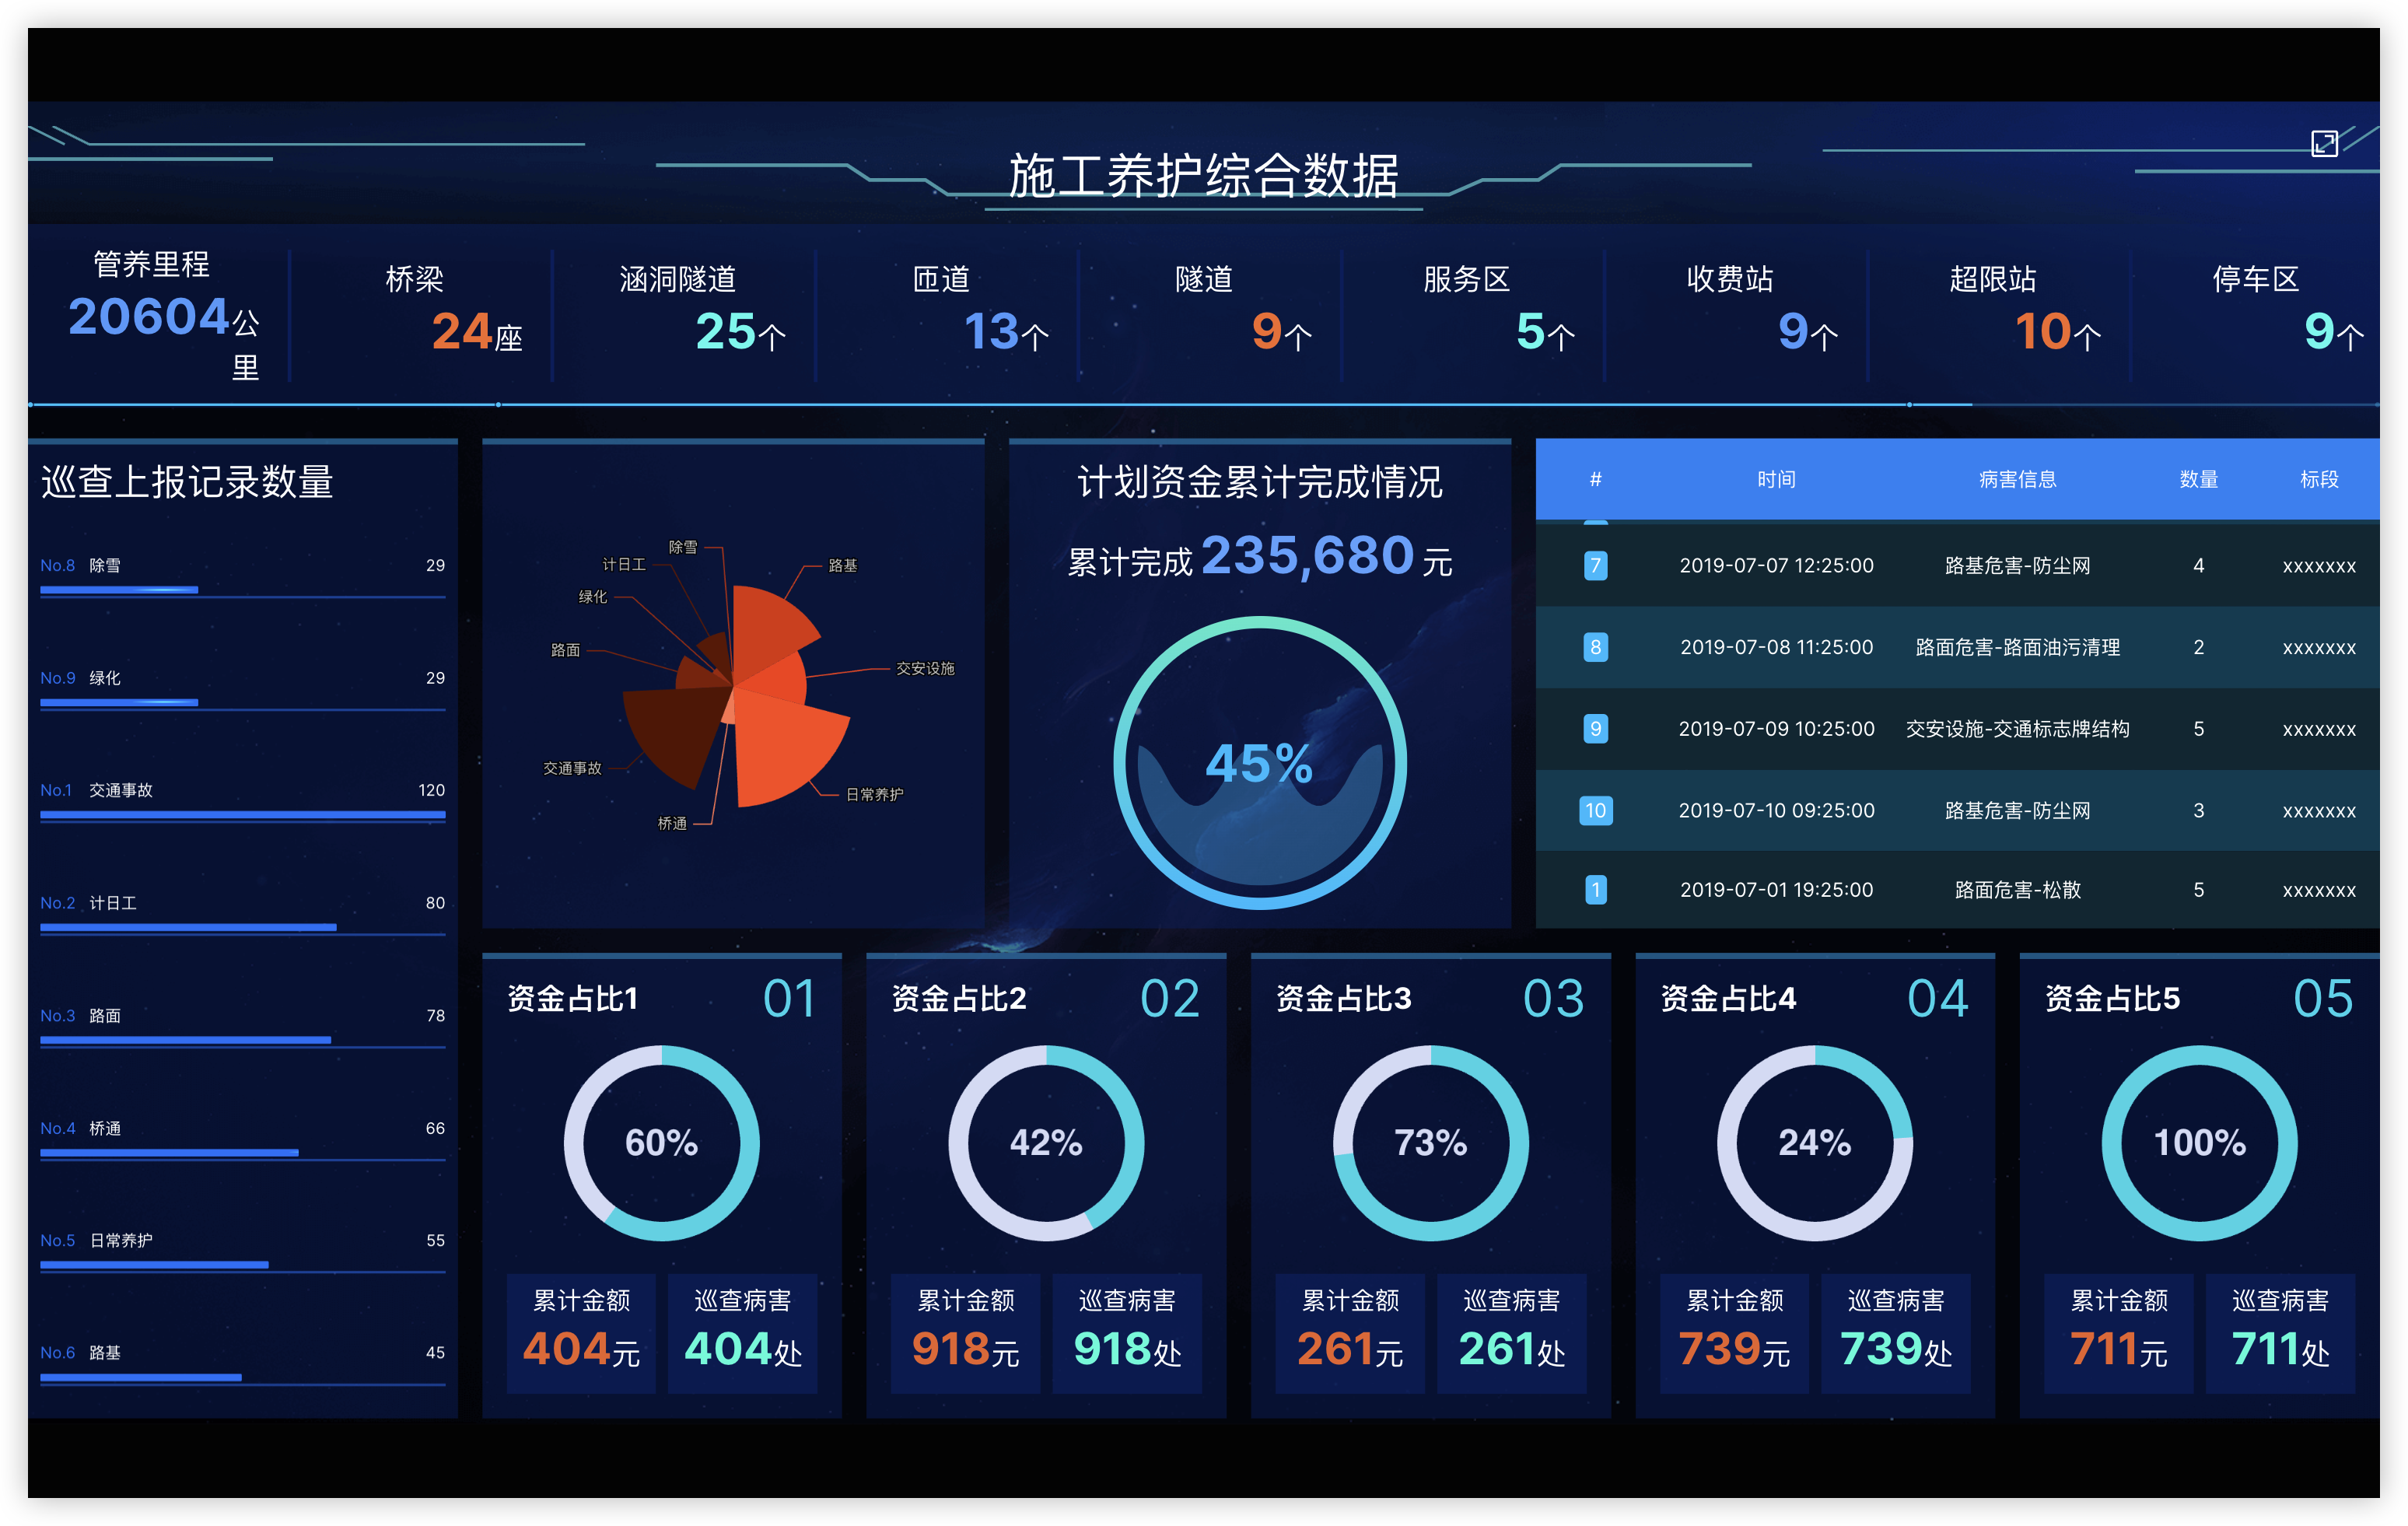 施工养护综合数据
管养里程
20604公
里
桥梁
24座
涵洞隧道
25个
匝道
13个
隧道
9个
服务区
5个
收费站
9个
超限站
10个
停车区
9个
巡查上报记录数量
No.8 除雪 29
No.9 绿化 29
No.1 交通事故 120
No.2 计日工 80
No.3 路面 78
No.4 桥通 66
No.5 日常养护 55
No.6 路基 45
除雪
计日工
路基
绿化
路面
交安设施
交通事故
日常养护
桥通
计划资金累计完成情况
累计完成 235,680 元
45%
# 时间 病害信息 数量 标段
7 2019-07-07 12:25:00 路基危害-防尘网 4 xxxxxxx
8 2019-07-08 11:25:00 路面危害-路面油污清理 2 xxxxxxx
9 2019-07-09 10:25:00 交安设施-交通标志牌结构 5 xxxxxxx
10 2019-07-10 09:25:00 路基危害-防尘网 3 xxxxxxx
1 2019-07-01 19:25:00 路面危害-松散 5 xxxxxxx
资金占比1 01
60%
累计金额 巡查病害
404元 404处
资金占比2 02
42%
累计金额 巡查病害
918元 918处
资金占比3 03
73%
累计金额 巡查病害
261元 261处
资金占比4 04
24%
累计金额 巡查病害
739元 739处
资金占比5 05
100%
累计金额 巡查病害
711元 711处